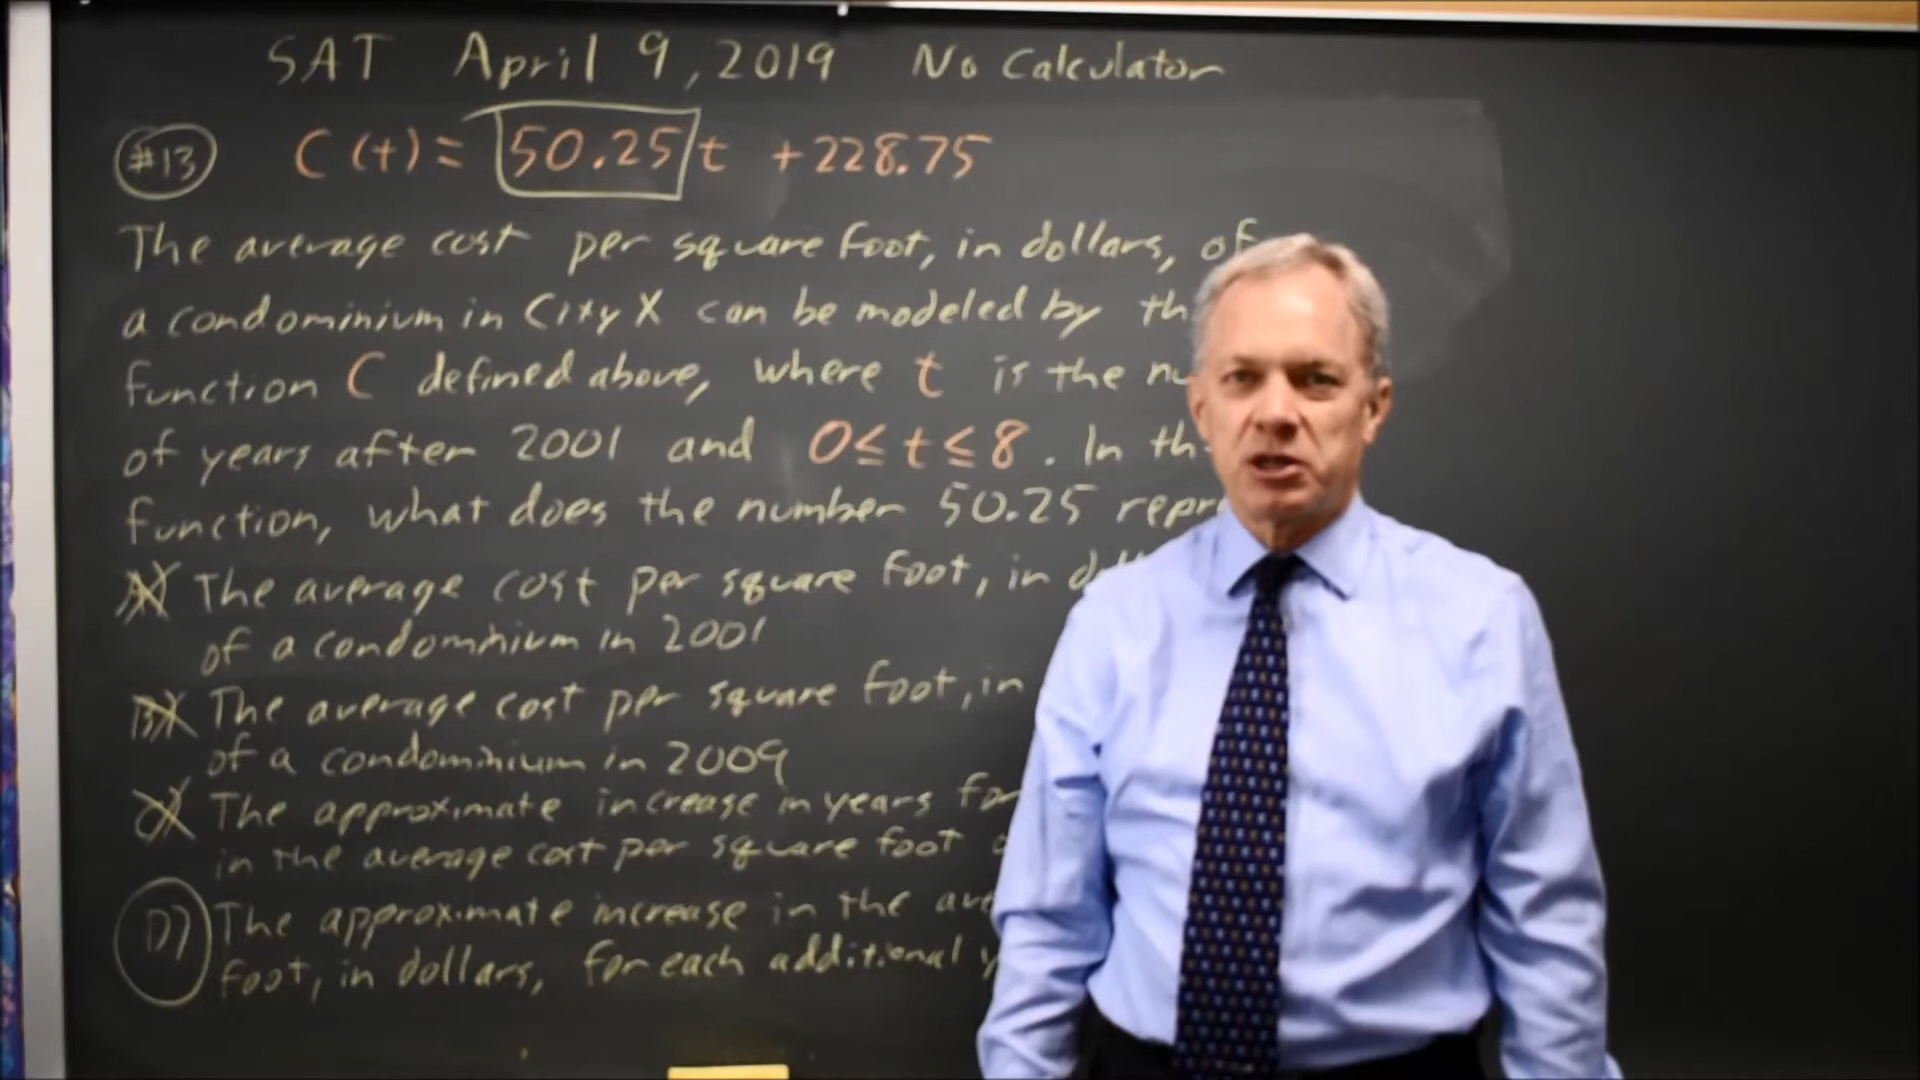 SAT April 9, 2019 No Calculator
#13 C(t) = 50.25 t + 228.75
The average cost per square foot, in dollars, of
a condominium in City X can be modeled by
function C defined above, where t is the
of years after 2001 and 0 ≤ t ≤ 8. In
function, what does the number 50.25
A) The average cost per square foot, in
of a condominium in 2001
B) The average cost per square foot, in
of a condominium in 2009
C) The approximate increase in years
in the average cost per square foot
D) The approximate increase in the
foot, in dollars, for each additional